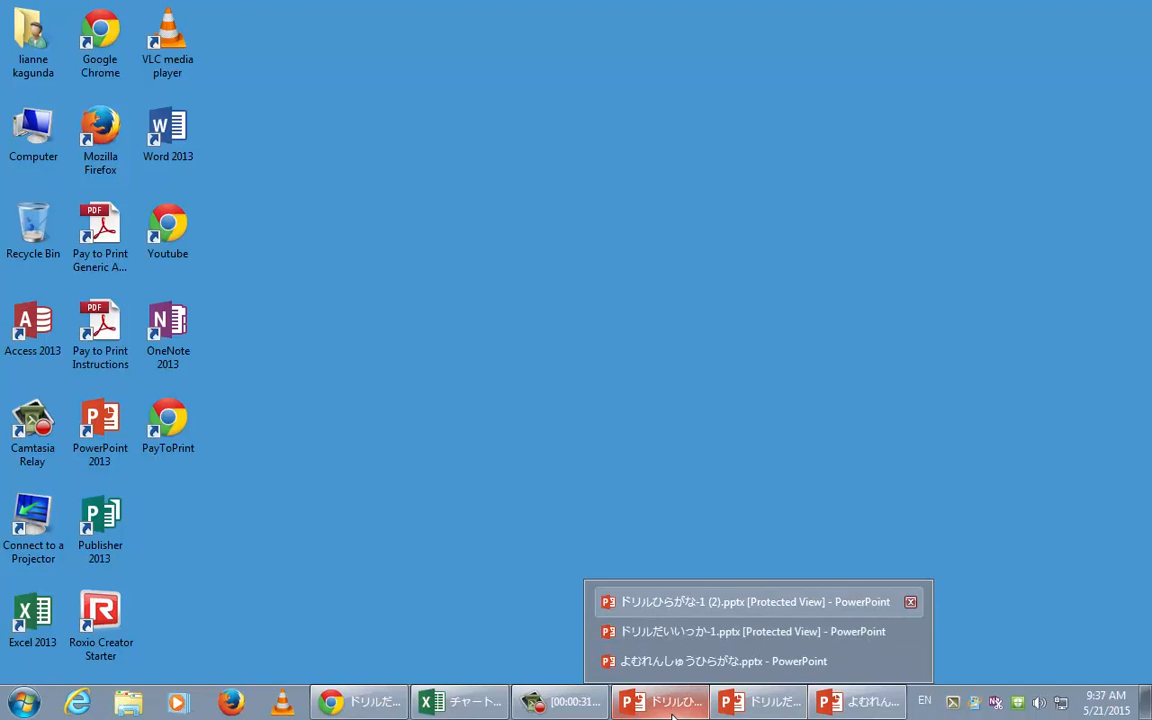 lianne
kagunda
Google
Chrome
VLC media
player
Computer
Mozilla
Firefox
Word 2013
Recycle Bin
PDF
Pay to Print
Generic A...
Youtube
Access 2013
PDF
Pay to Print
Instructions
OneNote
2013
Camtasia
Relay
PowerPoint
2013
PayToPrint
Connect to a
Projector
Publisher
2013
Excel 2013
Roxio Creator
Starter
ドリルひらがな-1 (2).pptx [Protected View] - PowerPoint
ドリルだいいっか-1.pptx [Protected View] - PowerPoint
よむれんしゅうひらがな.pptx - PowerPoint
ドリルだ...
チャート...
[00:00:31...
ドリルひ...
ドリルだ...
よむれん...
EN
9:37 AM
5/21/2015